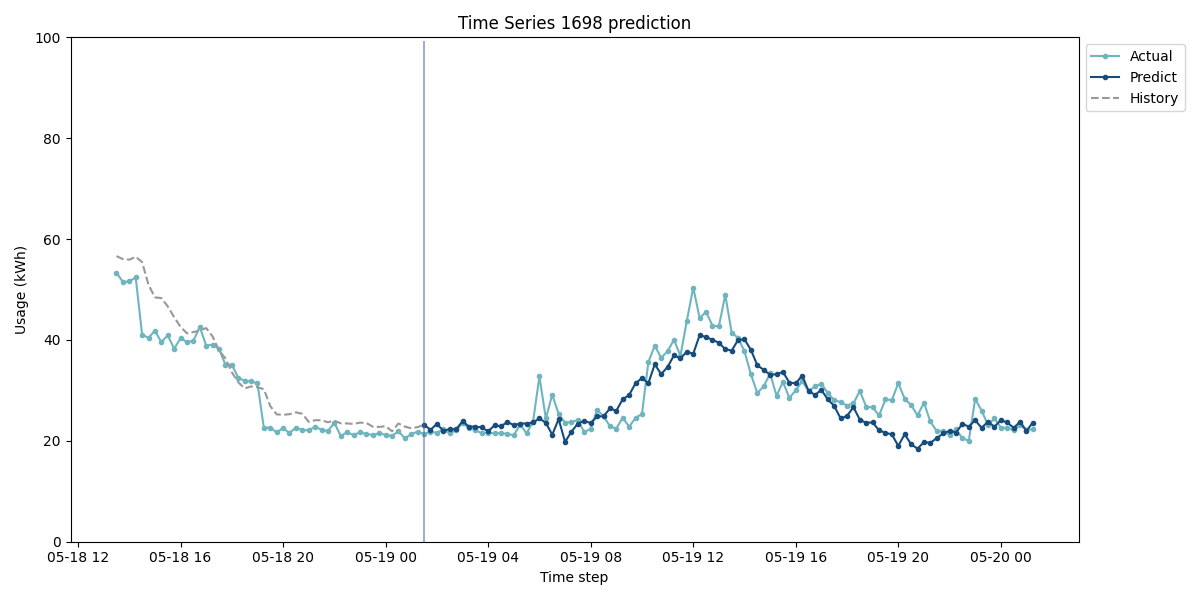 Time Series 1698 prediction
100
80
60
40
20
0
Usage (kWh)
05-18 12
05-18 16
05-18 20
05-19 00
05-19 04
05-19 08
05-19 12
05-19 16
05-19 20
05-20 00
Time step
Actual
Predict
History